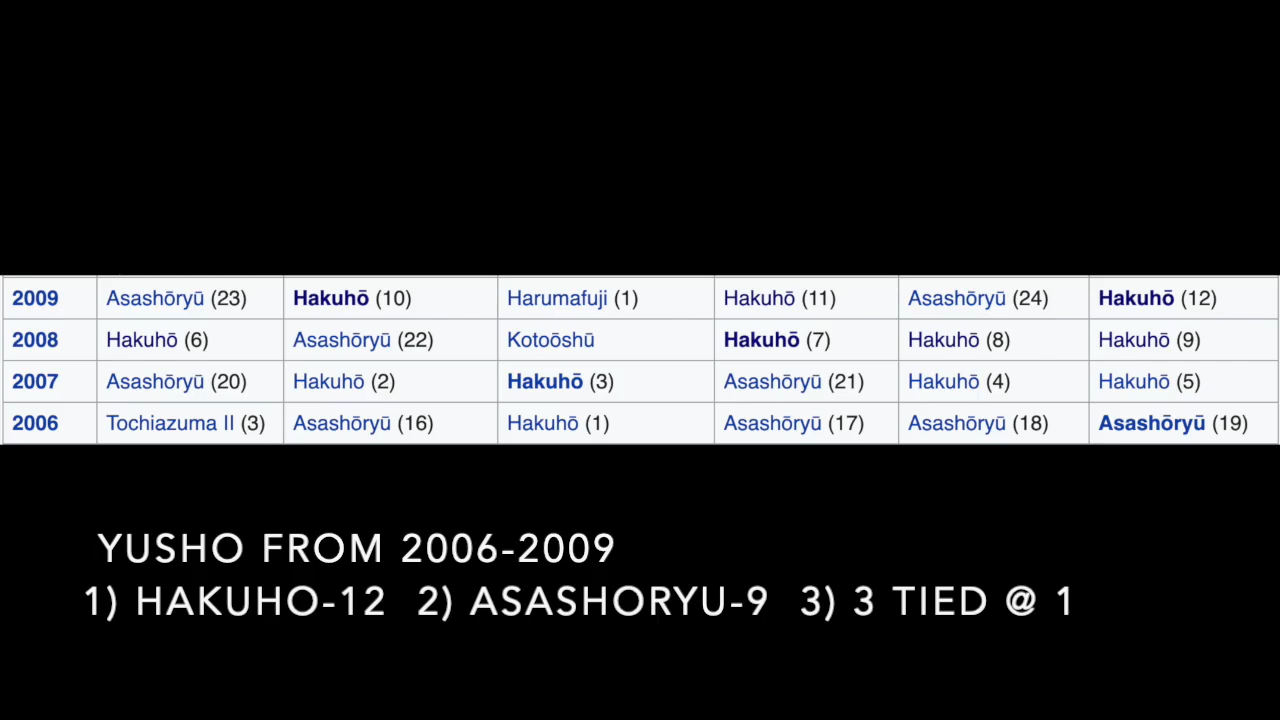 2009 Asashōryū (23) Hakuhō (10) Harumafuji (1) Hakuhō (11) Asashōryū (24) Hakuhō (12)
2008 Hakuhō (6) Asashōryū (22) Kotoōshū Hakuhō (7) Hakuhō (8) Hakuhō (9)
2007 Asashōryū (20) Hakuhō (2) Hakuhō (3) Asashōryū (21) Hakuhō (4) Hakuhō (5)
2006 Tochiazuma II (3) Asashōryū (16) Hakuhō (1) Asashōryū (17) Asashōryū (18) Asashōryū (19)
YUSHO FROM 2006-2009
1) HAKUHO-12 2) ASASHORYU-9 3) 3 TIED @ 1